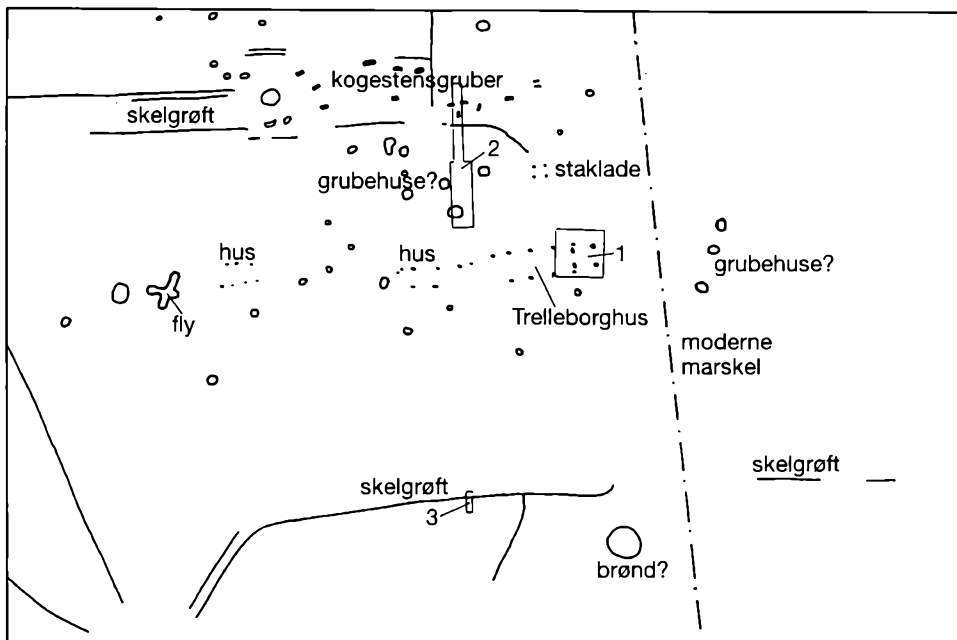 kogestensgruber
skelgrøft
2
grubehuse?
staklade
hus
hus
1
grubehuse?
fly
Trelleborghus
moderne
marskel
skelgrøft
skelgrøft
3
brønd?